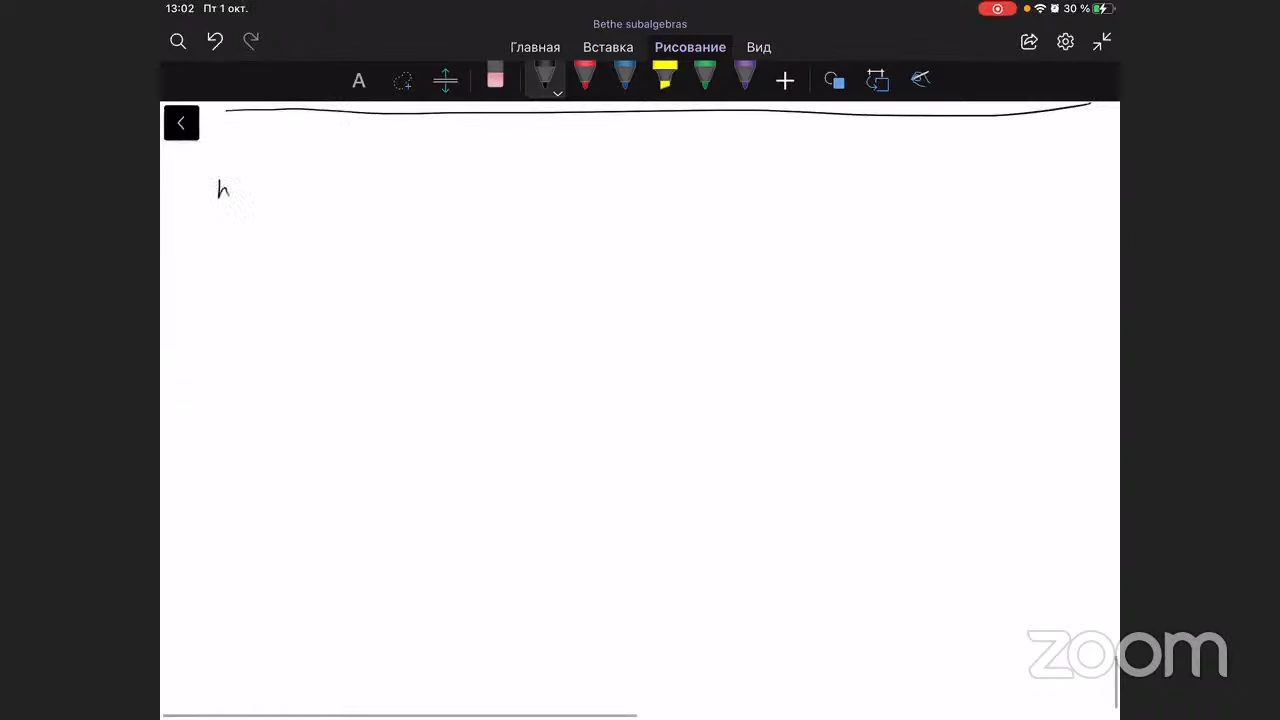 13:02 Пт 1 окт.
30 %
Bethe subalgebras
Главная Вставка Рисование Вид
A
h
zoom